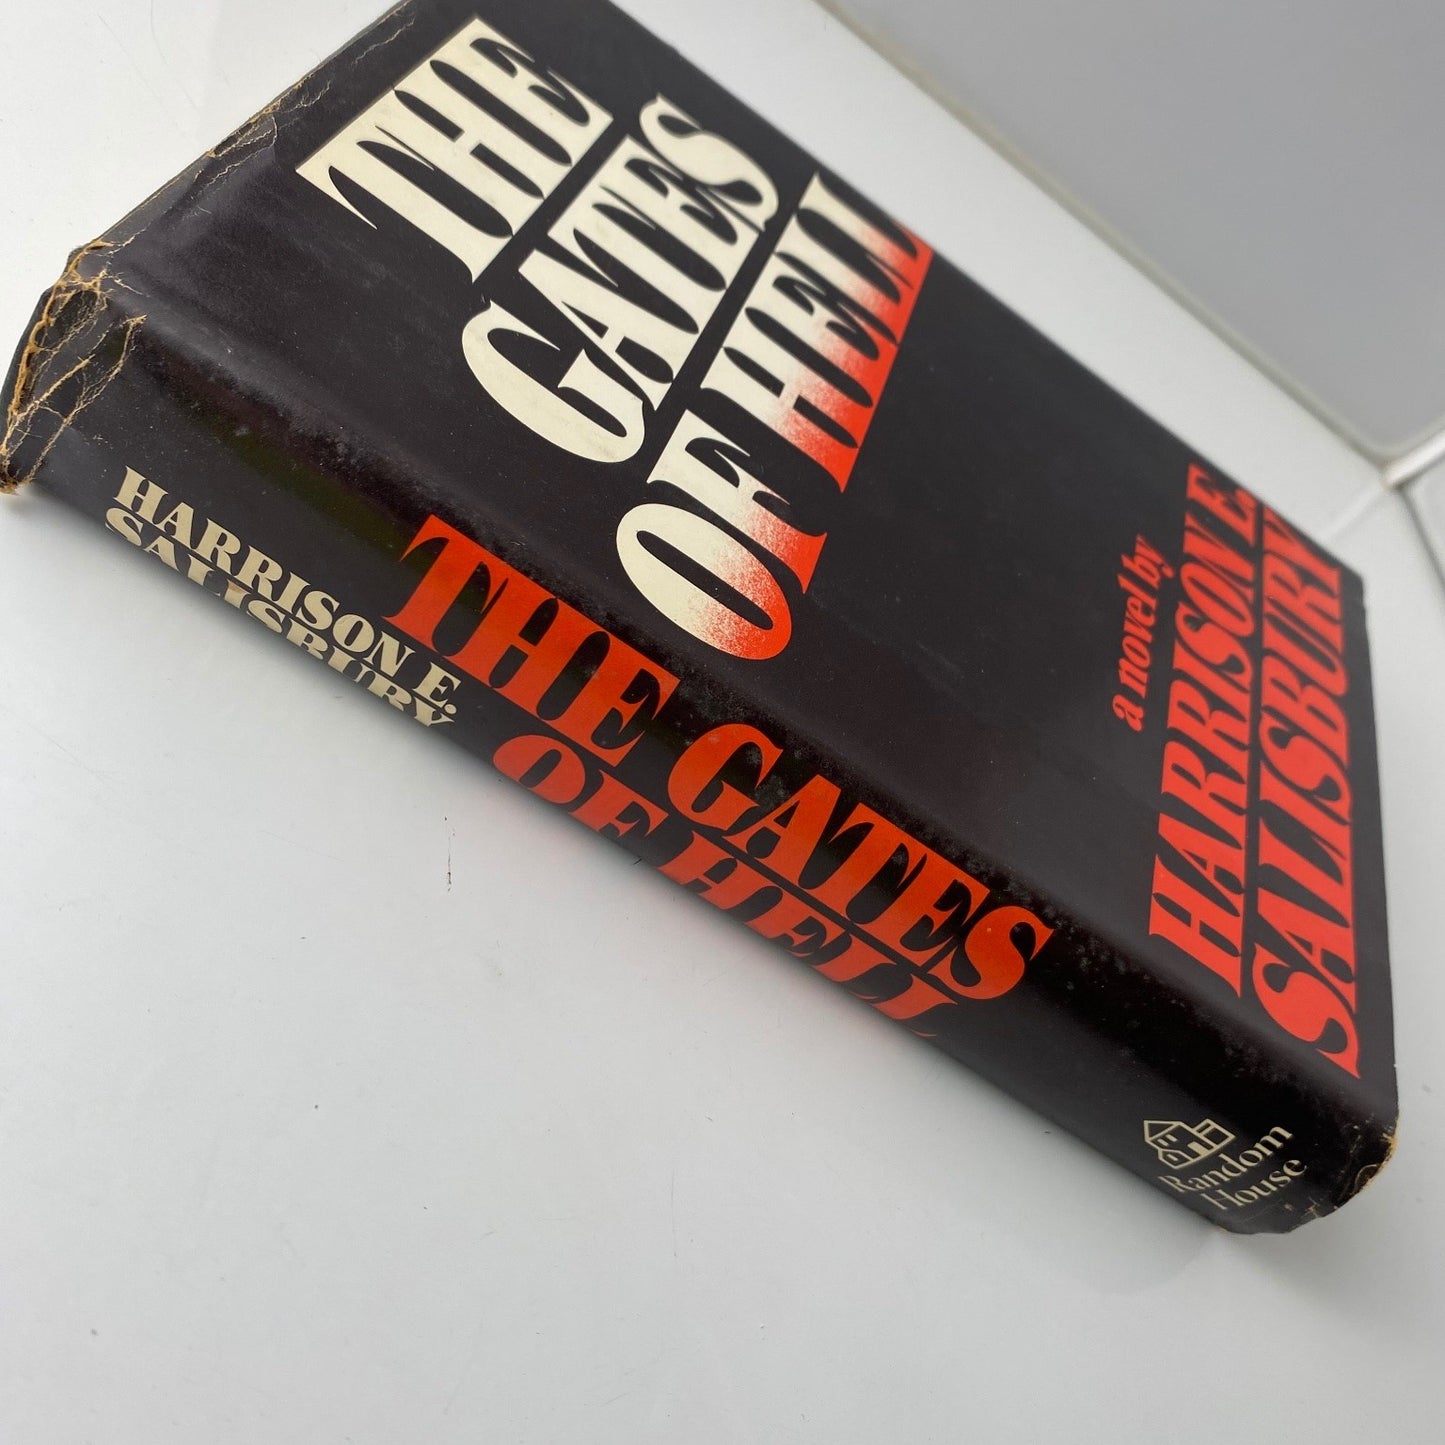 THE
GATES
OF HELL
a novel by
HARRISON E.
SALISBURY
HARRISON E.
SALISBURY
THE GATES
OF HELL
Random
House